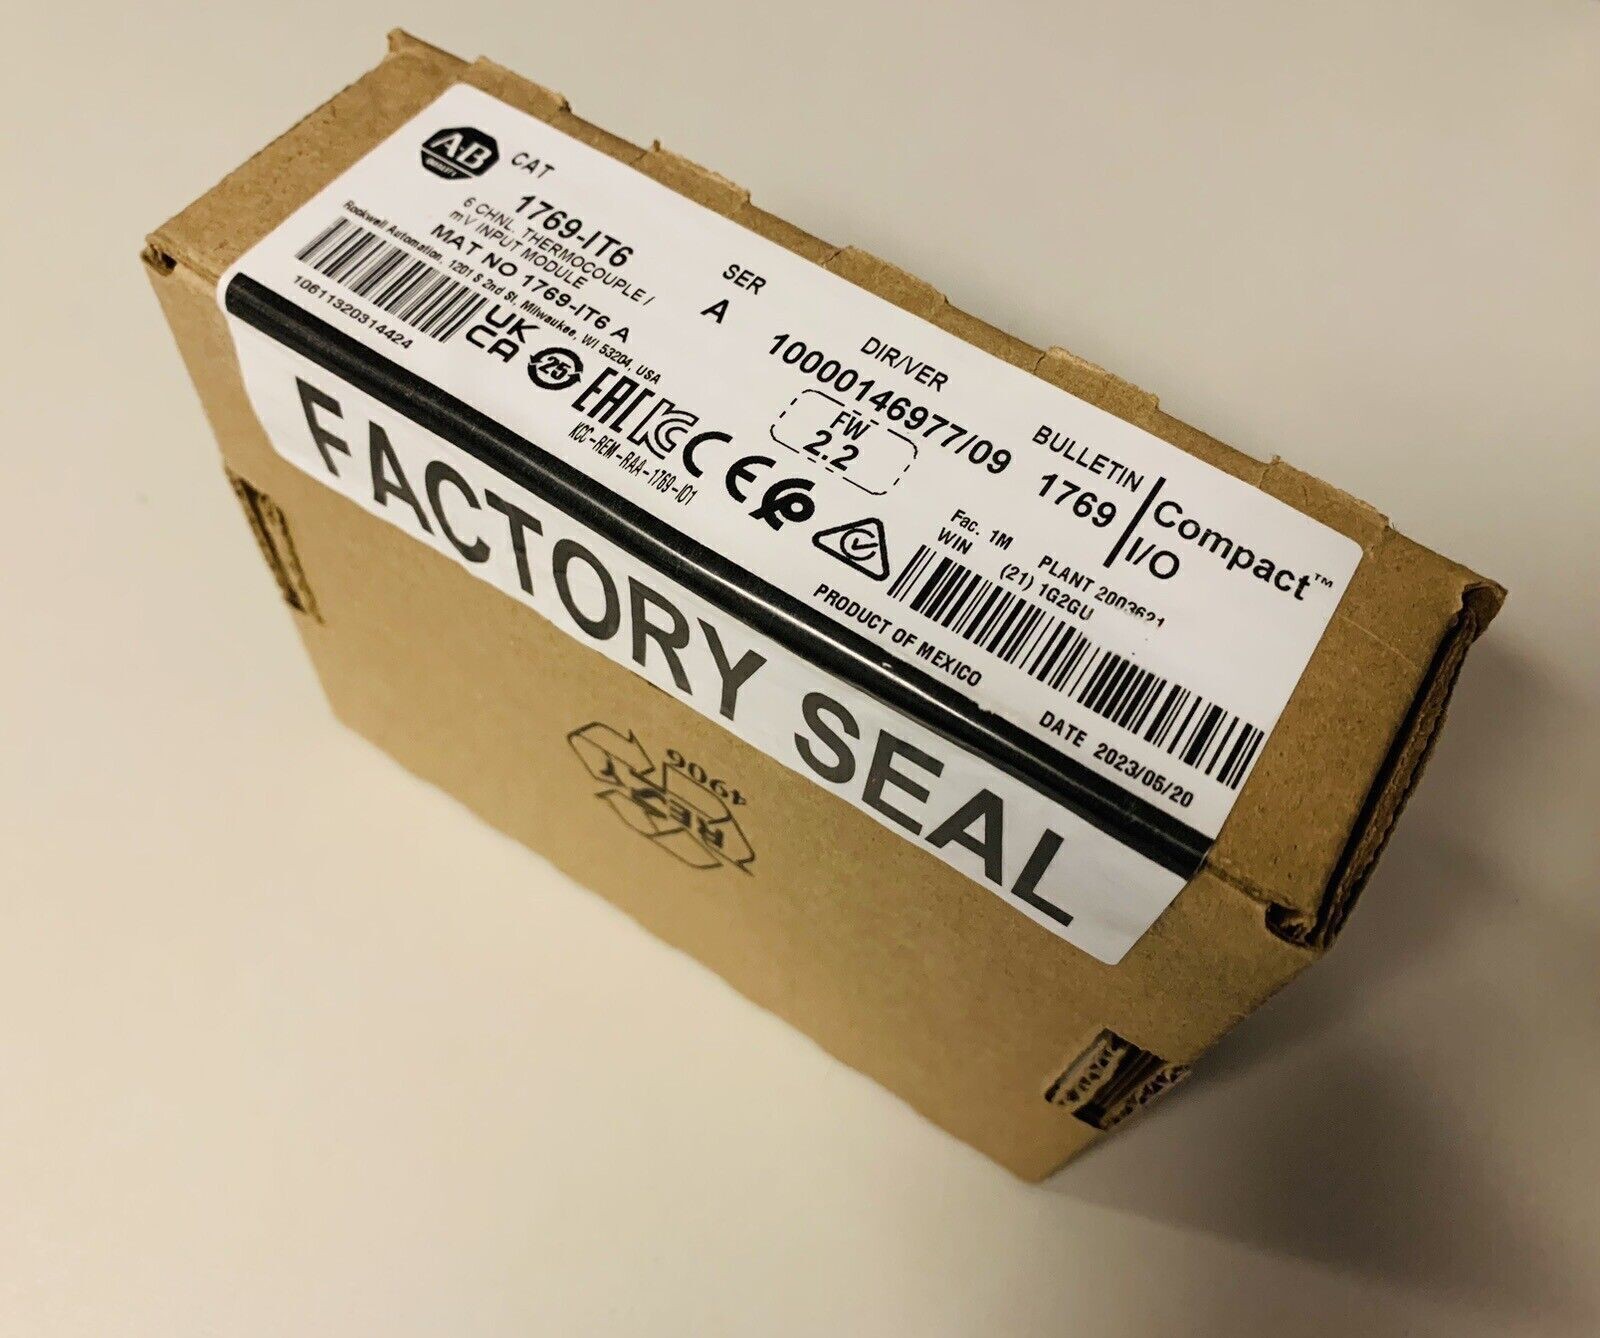 A-B
QUALITY
CAT
1769-IT6
6 CHNL. THERMOCOUPLE /
mV INPUT MODULE
MAT NO 1769-IT6 A
Rockwell Automation, 1201 S 2nd St, Milwaukee, WI 53204, USA
10611320314424
UK
CA
25
EAC
KCC-REM-RAA-1769-IO1
SER
A
DIR/VER
10000146977/09
FW
2.2
BULLETIN
1769
Compact™
I/O
Fac. 1M PLANT 2003621
WIN (21) 1G2GU
PRODUCT OF MEXICO
DATE 2023/05/20
FACTORY SEAL
4906